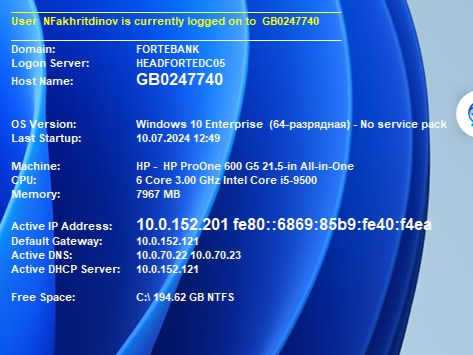 User NFakhritdinov is currently logged on to GB0247740
Domain: FORTEBANK
Logon Server: HEADFORTEDC05
Host Name: GB0247740
OS Version: Windows 10 Enterprise (64-разрядная) - No service pack
Last Startup: 10.07.2024 12:49
Machine: HP - HP ProOne 600 G5 21.5-in All-in-One
CPU: 6 Core 3.00 GHz Intel Core i5-9500
Memory: 7967 MB
Active IP Address: 10.0.152.201 fe80::6869:85b9:fe40:f4ea
Default Gateway: 10.0.152.121
Active DNS: 10.0.70.22 10.0.70.23
Active DHCP Server: 10.0.152.121
Free Space: C:\ 194.62 GB NTFS